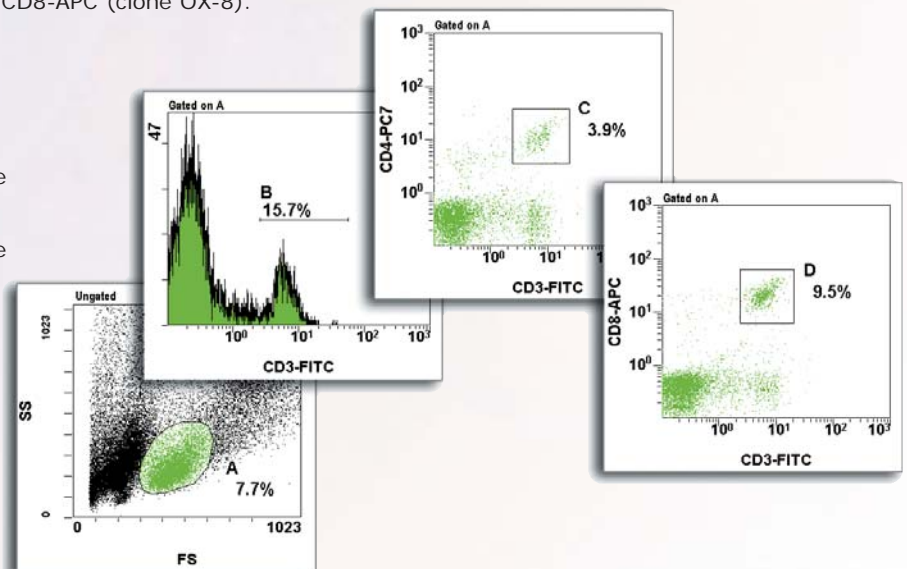 CD8-APC (clone OX-8).
e
e
Gated on A
10³
10²
10¹
10⁰
CD4-PC7
C
3.9%
10⁰
10¹
CD3-FITC
Gated on A
47
B
15.7%
10⁰
10¹
10²
10³
CD3-FITC
Gated on A
10³
10²
10¹
10⁰
CD8-APC
D
9.5%
10⁰
10¹
10²
10³
CD3-FITC
Ungated
1023
SS
0
A
7.7%
0
1023
FS